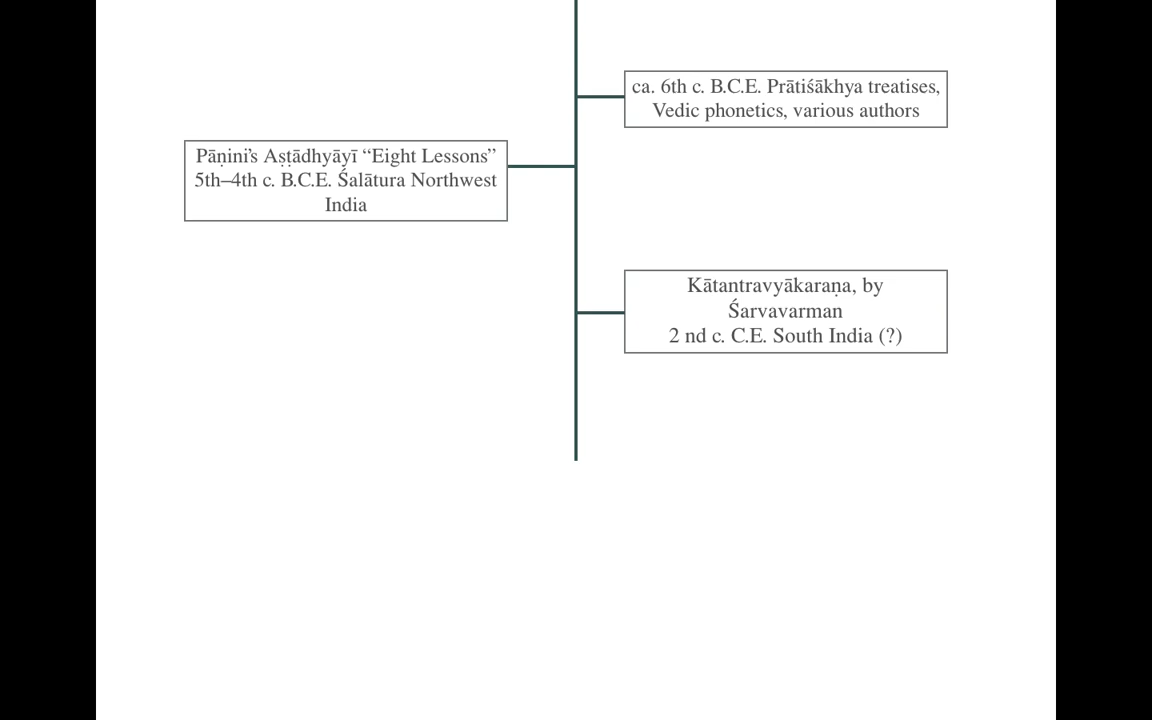 ca. 6th c. B.C.E. Prātiśākhya treatises,
Vedic phonetics, various authors
Pāṇini’s Aṣṭādhyāyī “Eight Lessons”
5th–4th c. B.C.E. Śalātura Northwest
India
Kātantravyākaraṇa, by
Śarvavarman
2 nd c. C.E. South India (?)